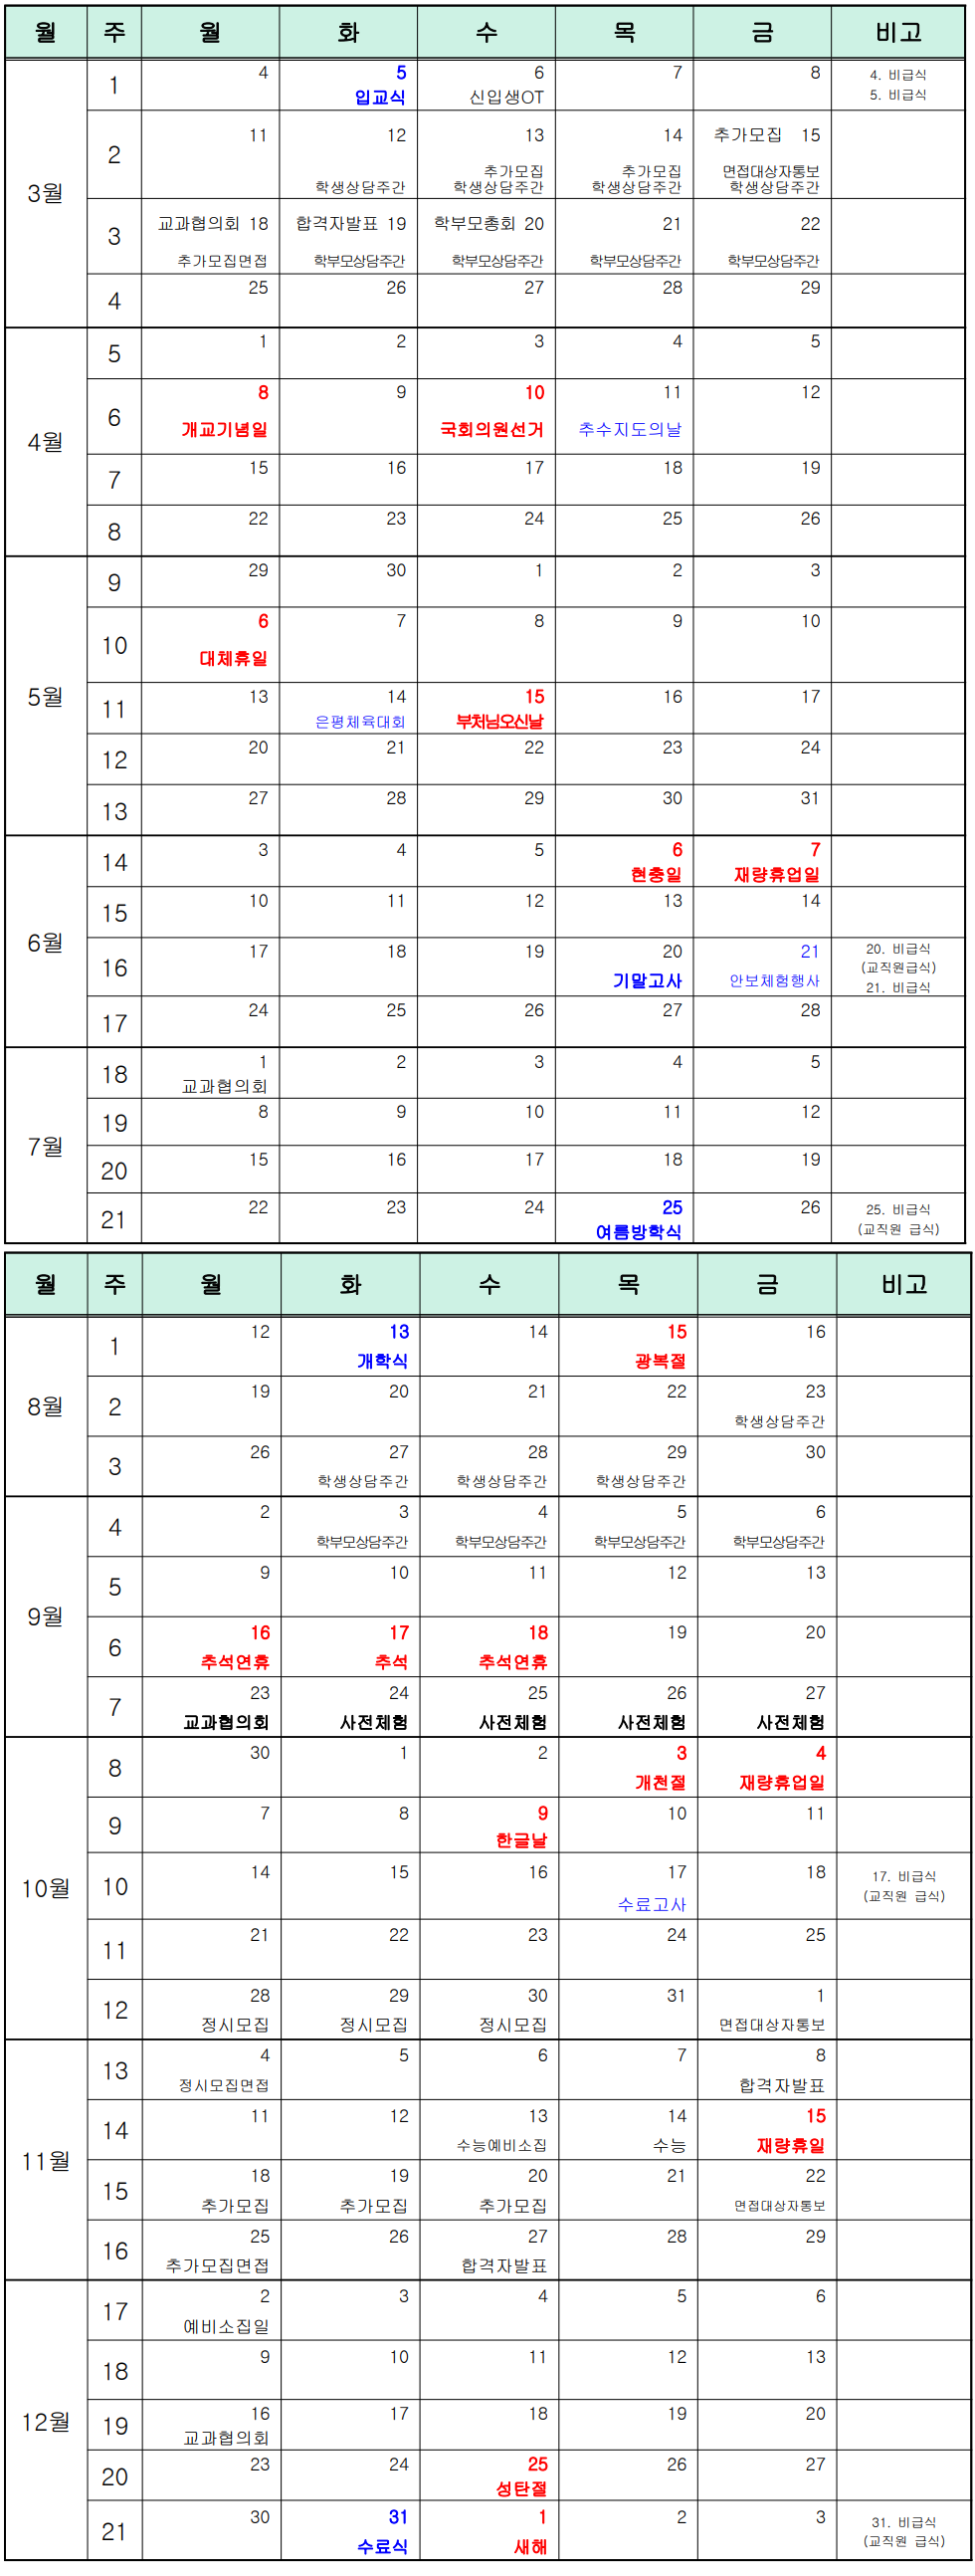 월 주 월 화 수 목 금 비고
3월
1 4 5 6 7 8 4. 비급식
입교식 신입생OT 5. 비급식
2 11 12 13 14 추가모집 15
추가모집 추가모집 면접대상자통보
학생상담주간 학생상담주간 학생상담주간 학생상담주간
3 교과협의회 18 합격자발표 19 학부모총회 20 21 22
추가모집면접 학부모상담주간 학부모상담주간 학부모상담주간 학부모상담주간
4 25 26 27 28 29
4월
5 1 2 3 4 5
6 8 9 10 11 12
개교기념일 국회의원선거 추수지도의날
7 15 16 17 18 19
8 22 23 24 25 26
5월
9 29 30 1 2 3
10 6 7 8 9 10
대체휴일
11 13 14 15 16 17
은평체육대회 부처님오신날
12 20 21 22 23 24
13 27 28 29 30 31
6월
14 3 4 5 6 7
현충일 재량휴업일
15 10 11 12 13 14
16 17 18 19 20 21 20. 비급식
(교직원급식)
기말고사 안보체험행사 21. 비급식
17 24 25 26 27 28
7월
18 1 2 3 4 5
교과협의회
19 8 9 10 11 12
20 15 16 17 18 19
21 22 23 24 25 26 25. 비급식
여름방학식 (교직원 급식)
월 주 월 화 수 목 금 비고
8월
1 12 13 14 15 16
개학식 광복절
2 19 20 21 22 23
학생상담주간
3 26 27 28 29 30
학생상담주간 학생상담주간 학생상담주간
9월
4 2 3 4 5 6
학부모상담주간 학부모상담주간 학부모상담주간 학부모상담주간
5 9 10 11 12 13
6 16 17 18 19 20
추석연휴 추석 추석연휴
7 23 24 25 26 27
교과협의회 사전체험 사전체험 사전체험 사전체험
10월
8 30 1 2 3 4
개천절 재량휴업일
9 7 8 9 10 11
한글날
10 14 15 16 17 18 17. 비급식
수료고사 (교직원 급식)
11 21 22 23 24 25
12 28 29 30 31 1
정시모집 정시모집 정시모집 면접대상자통보
11월
13 4 5 6 7 8
정시모집면접 합격자발표
14 11 12 13 14 15
수능예비소집 수능 재량휴일
15 18 19 20 21 22
추가모집 추가모집 추가모집 면접대상자통보
16 25 26 27 28 29
추가모집면접 합격자발표
12월
17 2 3 4 5 6
예비소집일
18 9 10 11 12 13
19 16 17 18 19 20
교과협의회
20 23 24 25 26 27
성탄절
21 30 31 1 2 3 31. 비급식
수료식 새해 (교직원 급식)